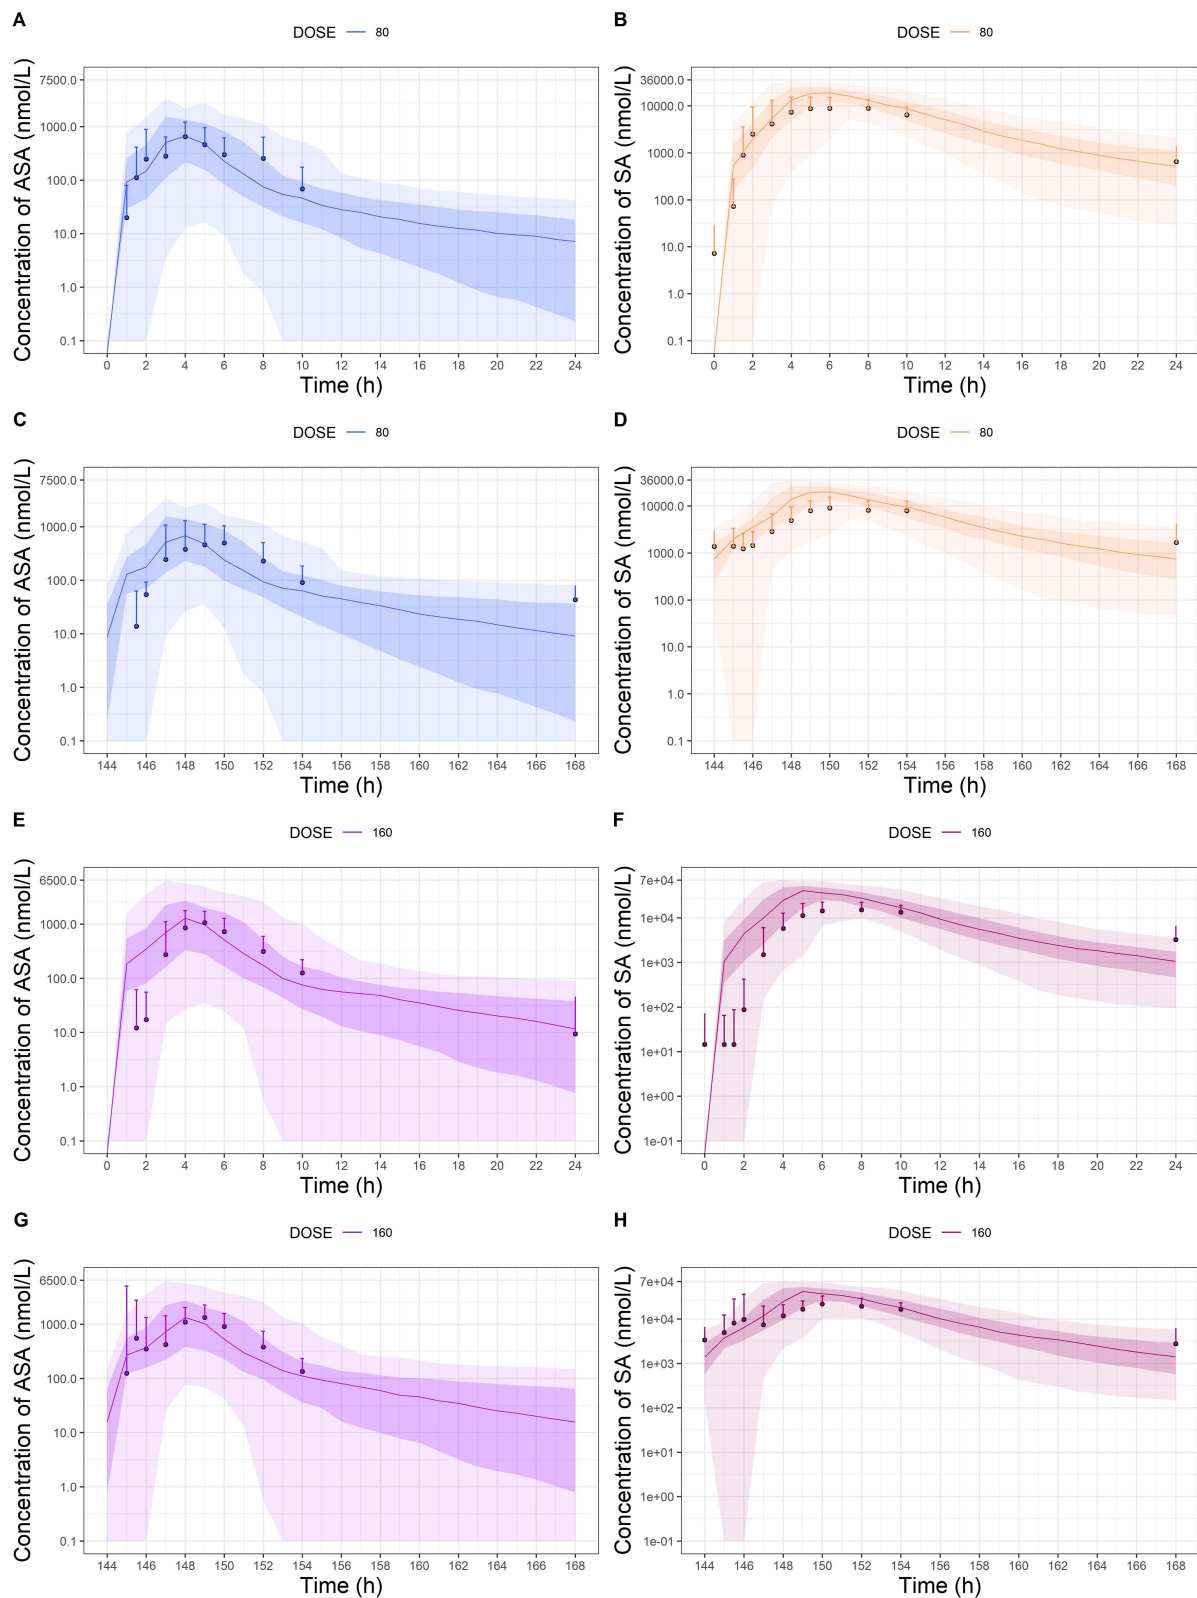 A
DOSE 80
Concentration of ASA (nmol/L)
7500.0
1000.0
100.0
10.0
1.0
0.1
0 2 4 6 8 10 12 14 16 18 20 22 24
Time (h)
B
DOSE 80
Concentration of SA (nmol/L)
36000.0
10000.0
1000.0
100.0
10.0
1.0
0.1
0 2 4 6 8 10 12 14 16 18 20 22 24
Time (h)
C
DOSE 80
Concentration of ASA (nmol/L)
7500.0
1000.0
100.0
10.0
1.0
0.1
144 146 148 150 152 154 156 158 160 162 164 166 168
Time (h)
D
DOSE 80
Concentration of SA (nmol/L)
36000.0
10000.0
1000.0
100.0
10.0
1.0
0.1
144 146 148 150 152 154 156 158 160 162 164 166 168
Time (h)
E
DOSE 160
Concentration of ASA (nmol/L)
6500.0
1000.0
100.0
10.0
1.0
0.1
0 2 4 6 8 10 12 14 16 18 20 22 24
Time (h)
F
DOSE 160
Concentration of SA (nmol/L)
7e+04
1e+04
1e+03
1e+02
1e+01
1e+00
1e-01
0 2 4 6 8 10 12 14 16 18 20 22 24
Time (h)
G
DOSE 160
Concentration of ASA (nmol/L)
6500.0
1000.0
100.0
10.0
1.0
0.1
144 146 148 150 152 154 156 158 160 162 164 166 168
Time (h)
H
DOSE 160
Concentration of SA (nmol/L)
7e+04
1e+04
1e+03
1e+02
1e+01
1e+00
1e-01
144 146 148 150 152 154 156 158 160 162 164 166 168
Time (h)